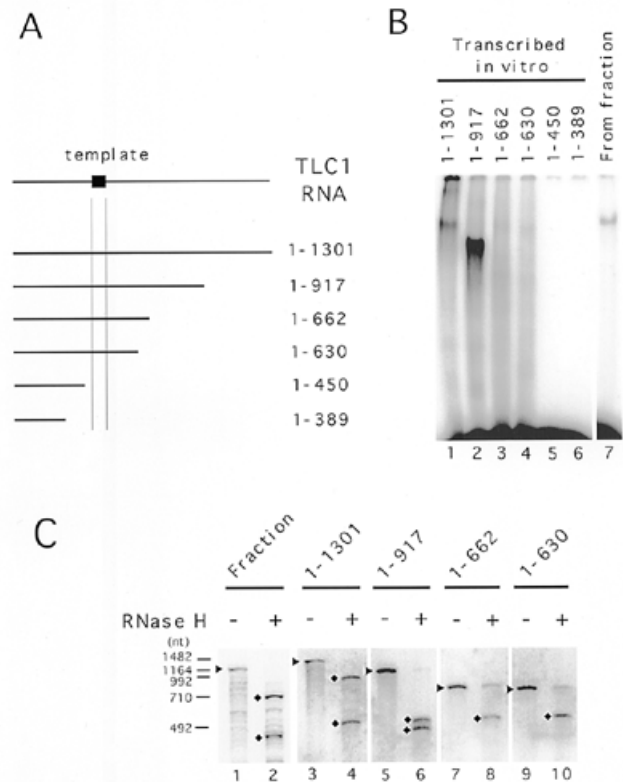 A
template
TLC1
RNA
1-1301
1-917
1-662
1-630
1-450
1-389
B
Transcribed
in vitro
1-1301
1-917
1-662
1-630
1-450
1-389
From fraction
1 2 3 4 5 6 7
C
Fraction
1-1301
1-917
1-662
1-630
RNase H - + - + - + - + - +
(nt)
1482
1164
992
710
492
1 2 3 4 5 6 7 8 9 10